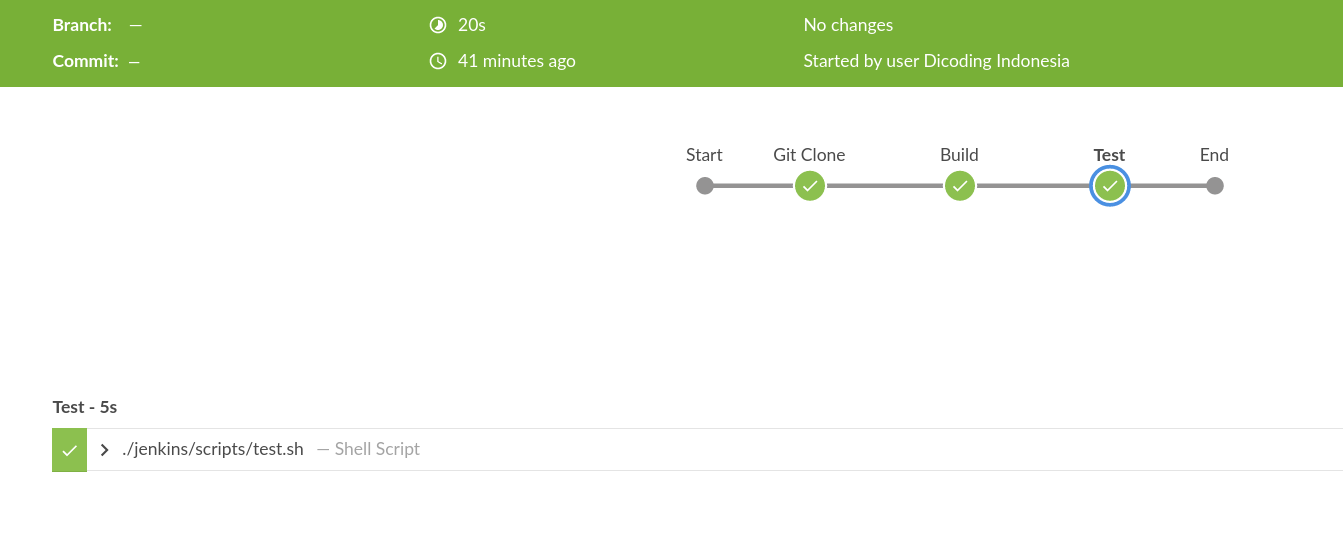 Branch: — 20s No changes
Commit: — 41 minutes ago Started by user Dicoding Indonesia
Start Git Clone Build Test End
Test - 5s
./jenkins/scripts/test.sh — Shell Script